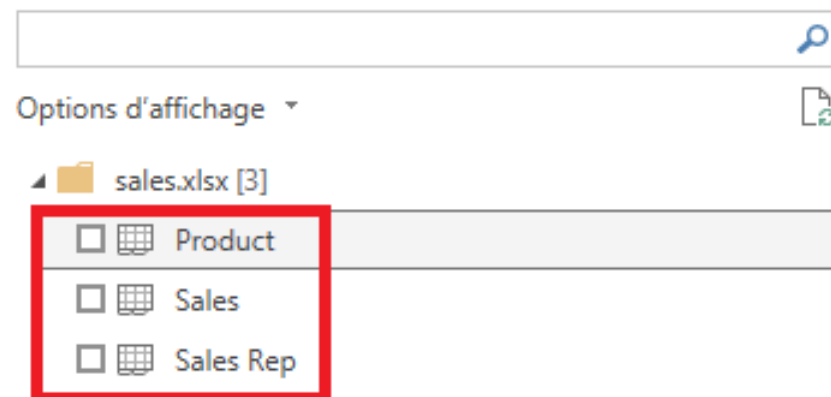 Options d'affichage
sales.xlsx [3]
Product
Sales
Sales Rep